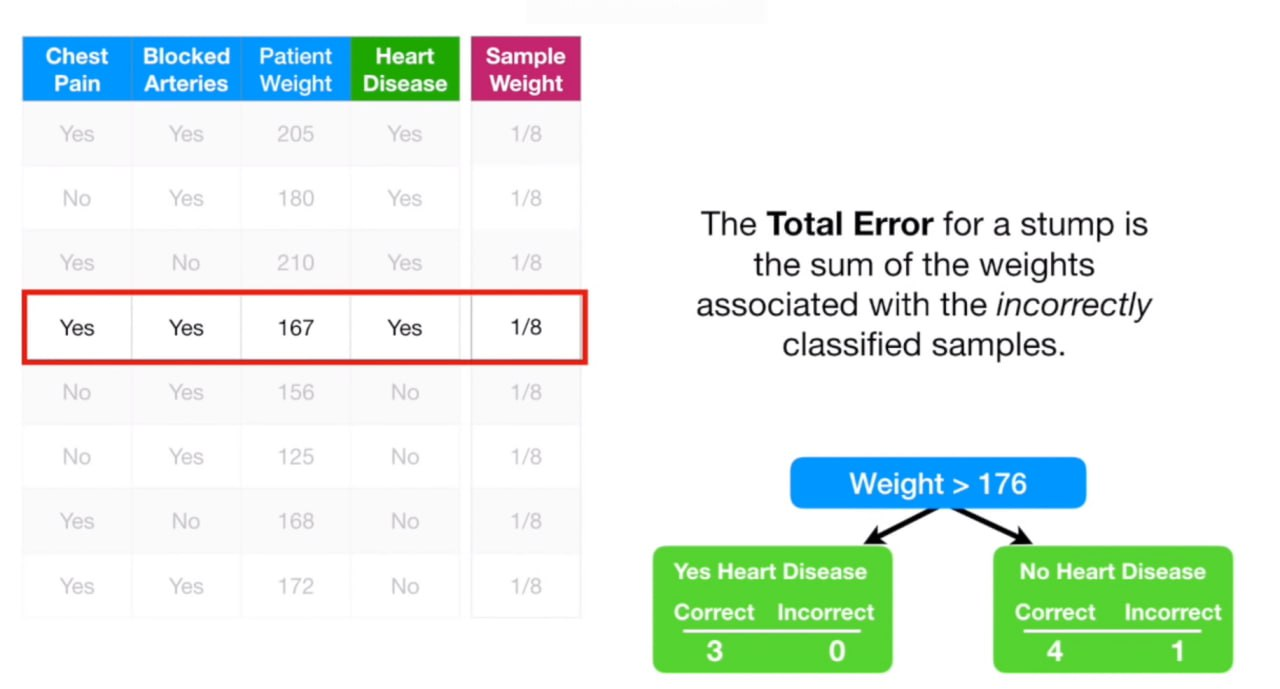 Chest Pain Blocked Arteries Patient Weight Heart Disease Sample Weight
Yes Yes 205 Yes 1/8
No Yes 180 Yes 1/8
Yes No 210 Yes 1/8
Yes Yes 167 Yes 1/8
No Yes 156 No 1/8
No Yes 125 No 1/8
Yes No 168 No 1/8
Yes Yes 172 No 1/8
The Total Error for a stump is
the sum of the weights
associated with the incorrectly
classified samples.
Weight > 176
Yes Heart Disease
Correct Incorrect
3 0
No Heart Disease
Correct Incorrect
4 1